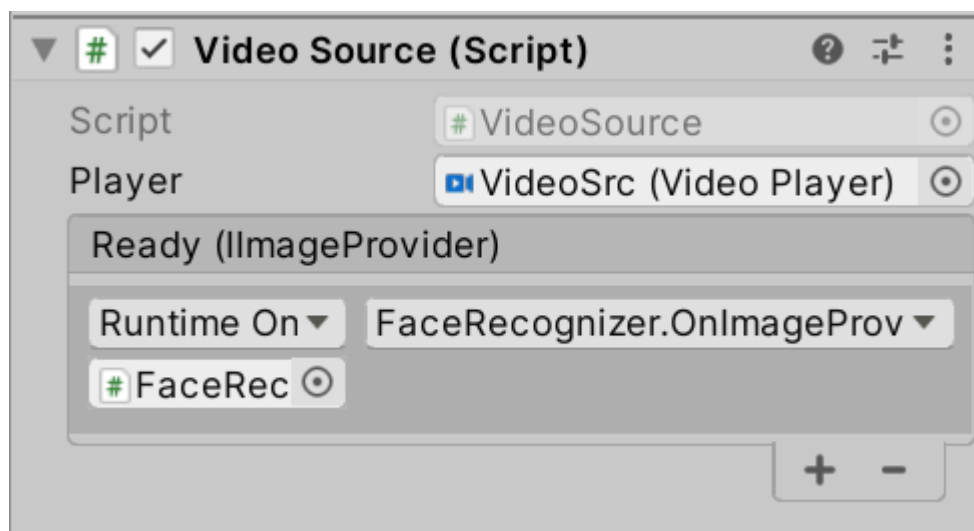 Video Source (Script)
Script VideoSource
Player VideoSrc (Video Player)
Ready (IImageProvider)
Runtime On FaceRecognizer.OnImageProv
FaceRec